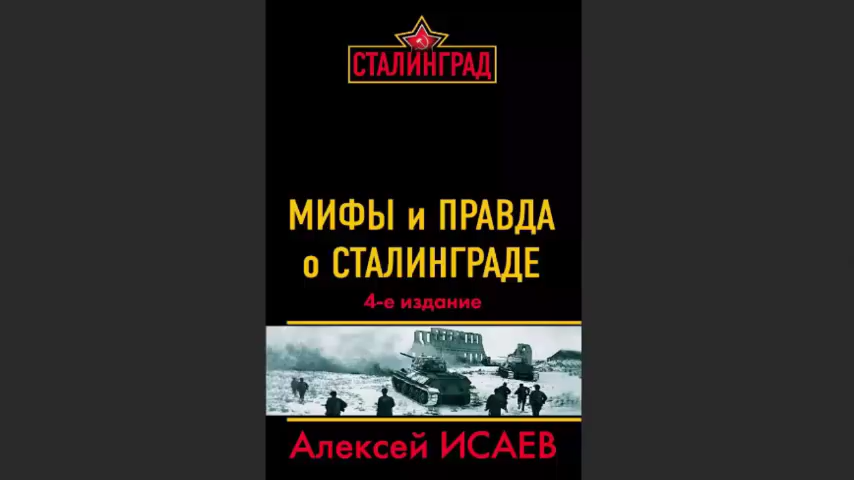 СТАЛИНГРАД
МИФЫ и ПРАВДА
о СТАЛИНГРАДЕ
4-е издание
Алексей ИСАЕВ